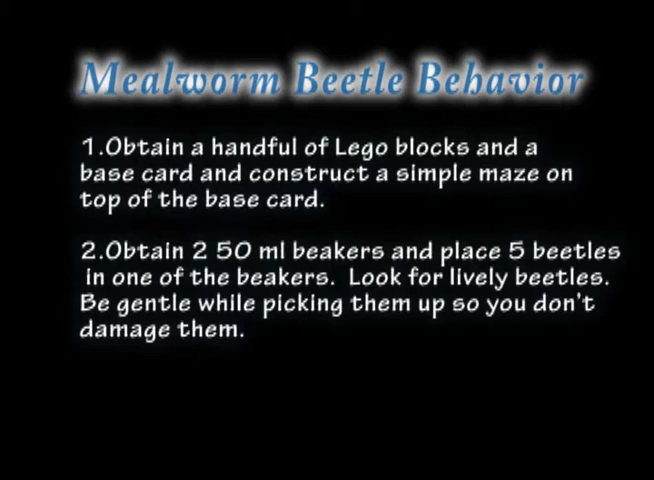 Mealworm Beetle Behavior
1.Obtain a handful of Lego blocks and a
base card and construct a simple maze on
top of the base card.
2.Obtain 2 50 ml beakers and place 5 beetles
in one of the beakers. Look for lively beetles.
Be gentle while picking them up so you don't
damage them.